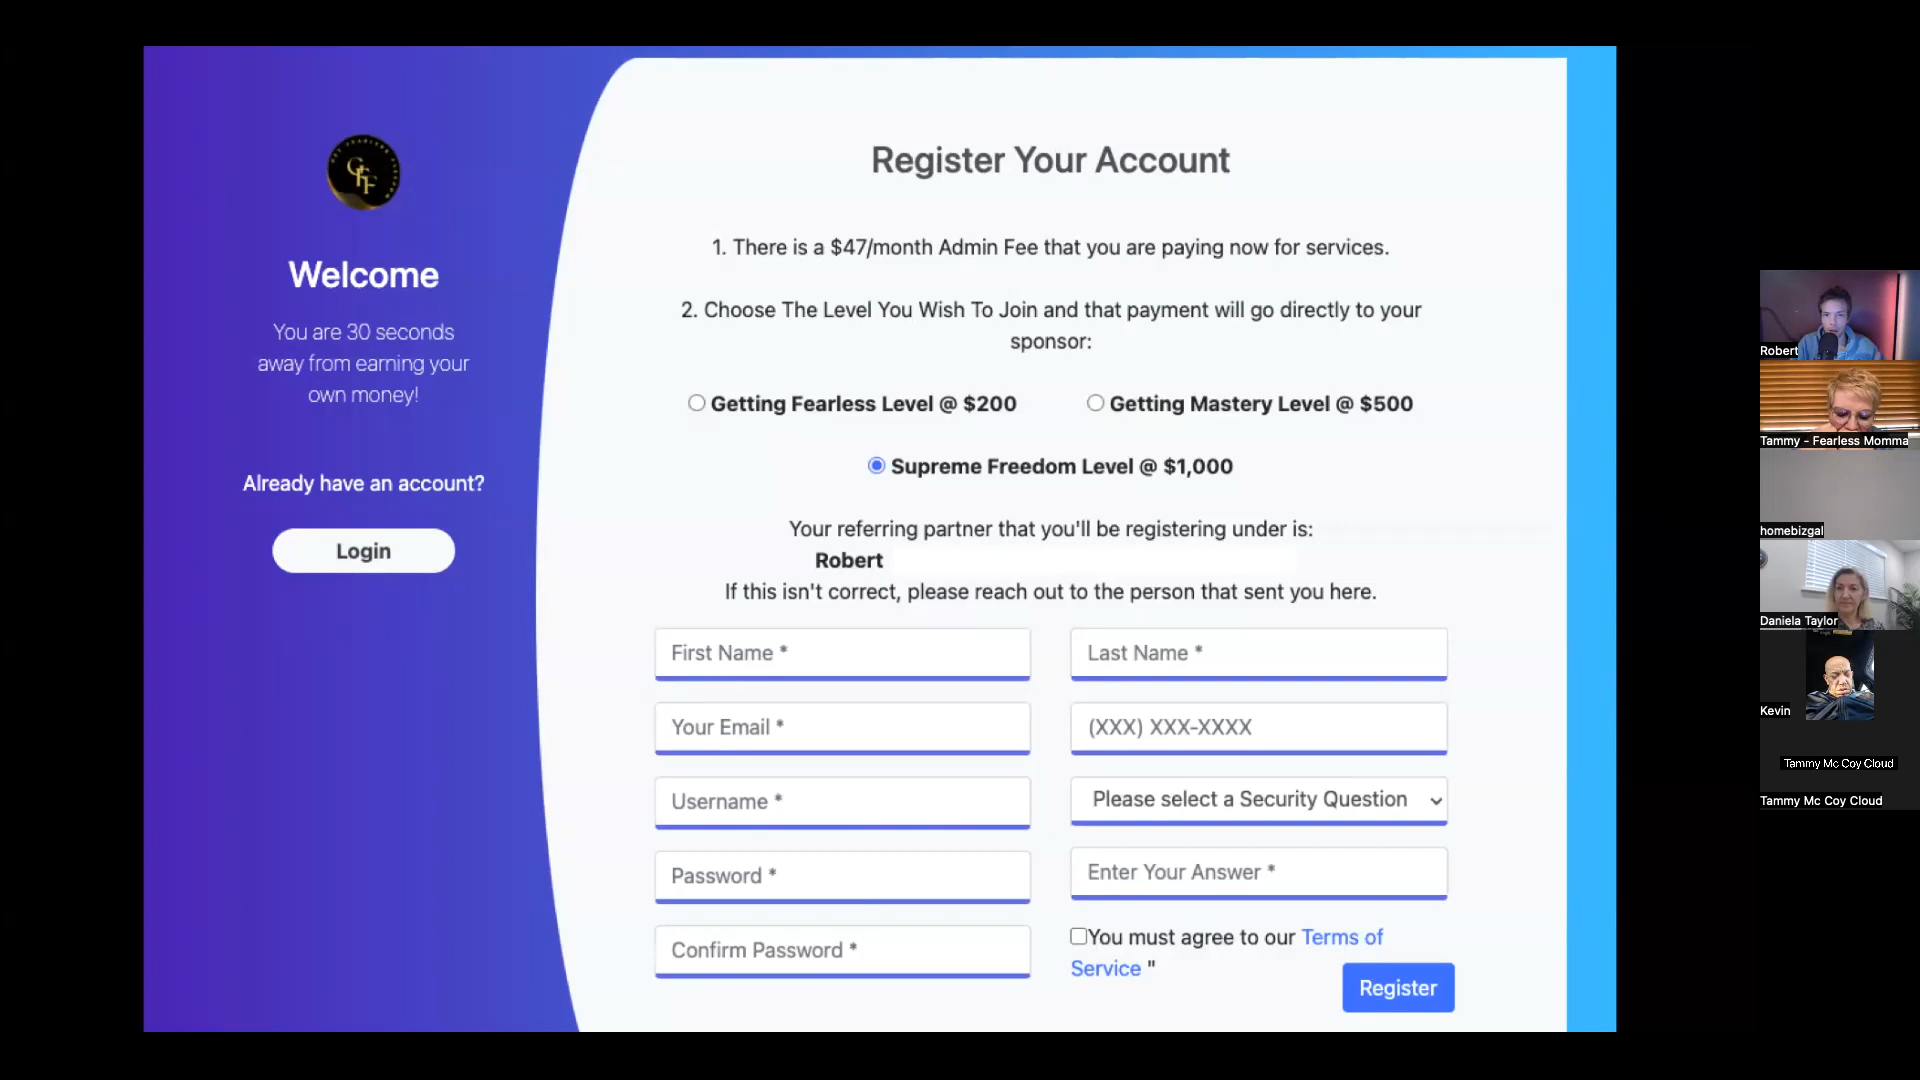 GFF
Welcome
You are 30 seconds
away from earning your
own money!
Already have an account?
Login
Register Your Account
1. There is a $47/month Admin Fee that you are paying now for services.
2. Choose The Level You Wish To Join and that payment will go directly to your
sponsor:
Getting Fearless Level @ $200
Getting Mastery Level @ $500
Supreme Freedom Level @ $1,000
Your referring partner that you'll be registering under is:
Robert
If this isn't correct, please reach out to the person that sent you here.
First Name *
Last Name *
Your Email *
(XXX) XXX-XXXX
Username *
Please select a Security Question
Password *
Enter Your Answer *
Confirm Password *
You must agree to our Terms of
Service "
Register
Robert
Tammy - Fearless Momma
homebizgal
Daniela Taylor
Kevin
Tammy Mc Coy Cloud
Tammy Mc Coy Cloud